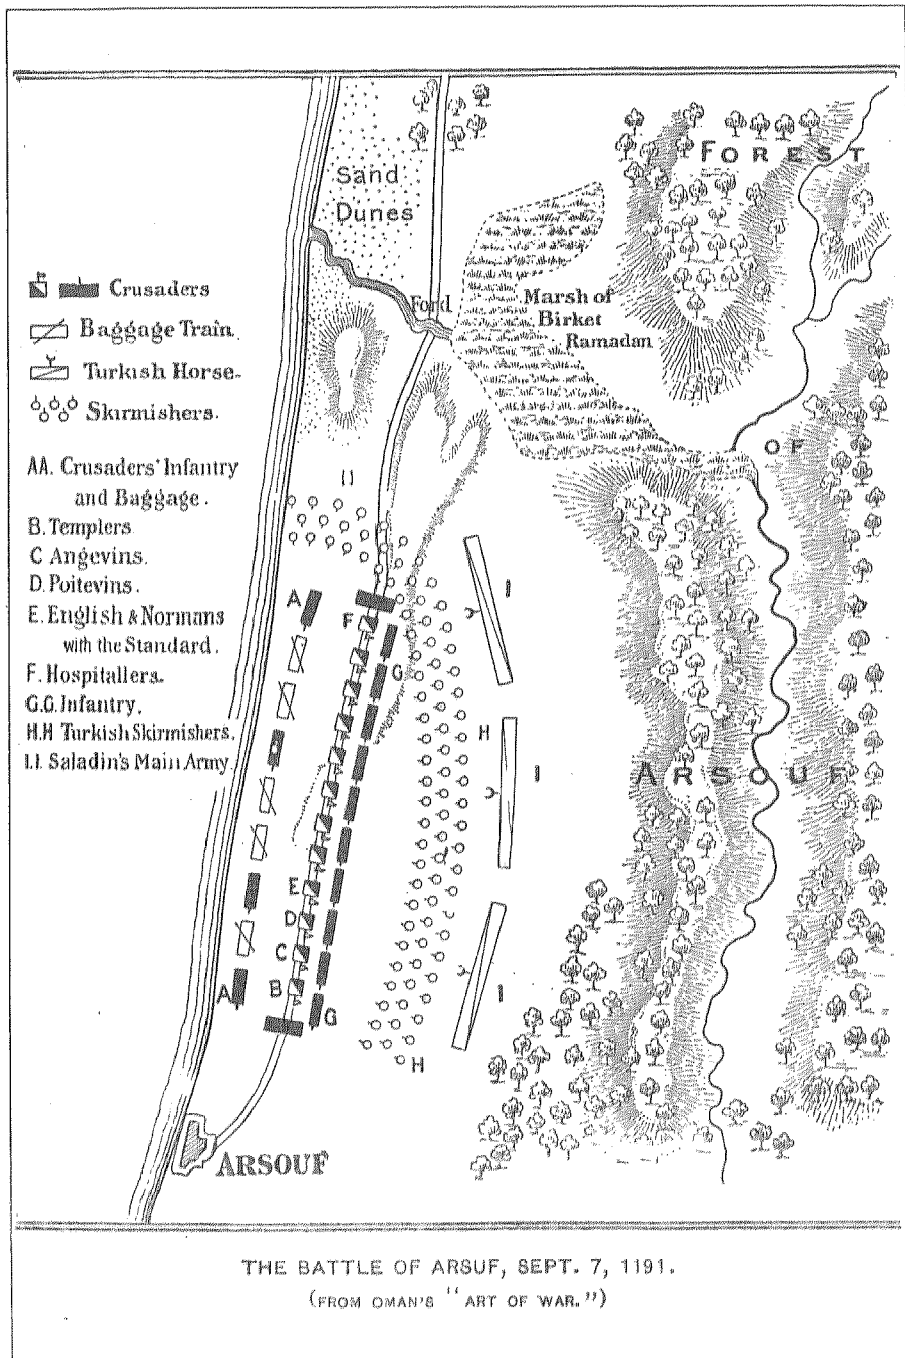 Sand
Dunes
FOREST
Ford
Marsh of
Birket
Ramadan
Crusaders
Baggage Train.
Turkish Horse.
Skirmishers.
AA. Crusaders' Infantry
and Baggage.
B. Templers
C Angevins.
D. Poitevins.
E. English & Normans
with the Standard.
F. Hospitallers.
G.G. Infantry.
H.H Turkish Skirmishers.
I.I. Saladin's Main Army
OF
A
F
G
I
H
I
ARSOUF
E
D
C
B
A
G
I
H
ARSOUF
THE BATTLE OF ARSUF, SEPT. 7, 1191.
(FROM OMAN'S "ART OF WAR.")